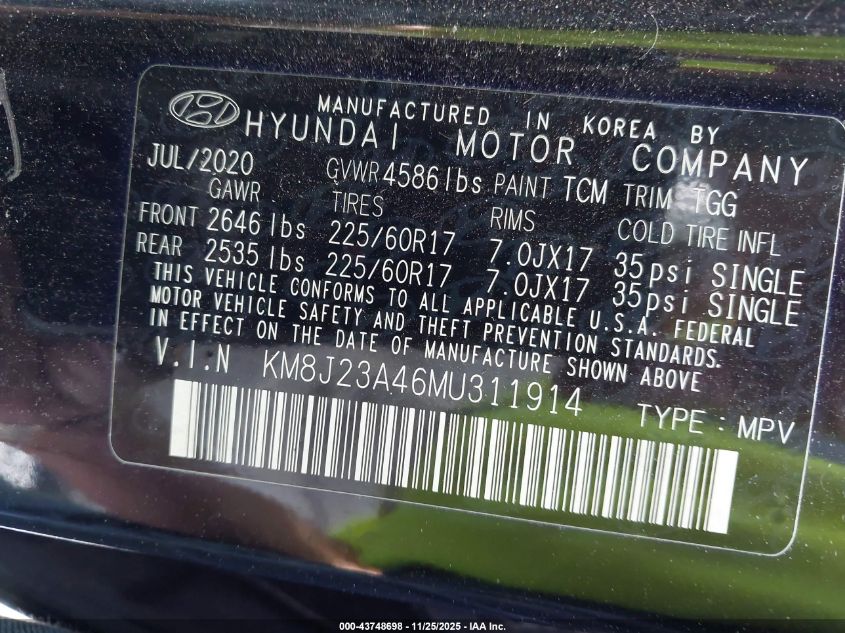 MANUFACTURED IN KOREA BY
HYUNDAI MOTOR COMPANY
JUL/2020 GVWR 4586 lbs PAINT TCM TRIM TGG
GAWR TIRES RIMS COLD TIRE INFL
FRONT 2646 lbs 225/60R17 7.0JX17 35psi SINGLE
REAR 2535 lbs 225/60R17 7.0JX17 35psi SINGLE
THIS VEHICLE CONFORMS TO ALL APPLICABLE U.S.A. FEDERAL
MOTOR VEHICLE SAFETY AND THEFT PREVENTION STANDARDS.
IN EFFECT ON THE DATE OF MANUFACTURE SHOWN ABOVE
V.I.N KM8J23A46MU311914 TYPE : MPV
000-43748698 - 11/25/2025 - IAA Inc.